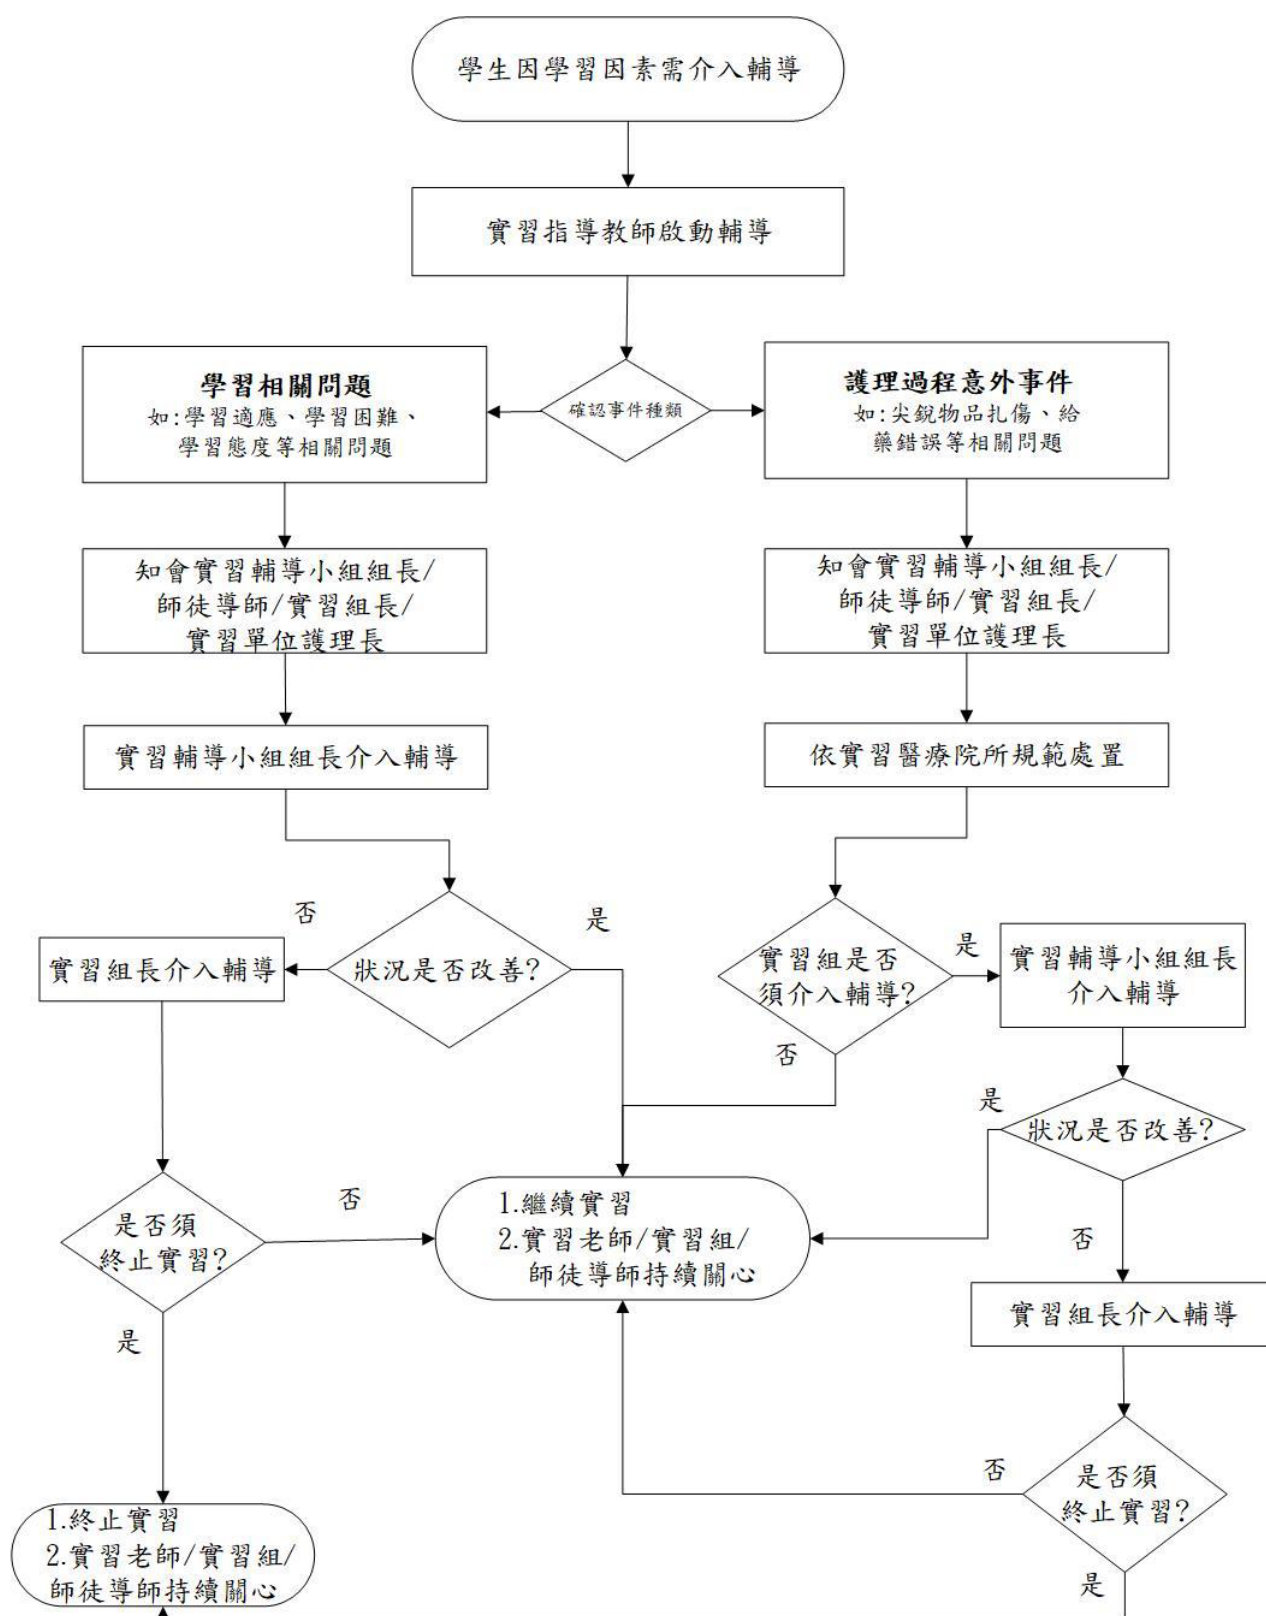 學生因學習因素需介入輔導
實習指導教師啟動輔導
確認事件種類
學習相關問題
如:學習適應、學習困難、
學習態度等相關問題
護理過程意外事件
如:尖銳物品扎傷、給
藥錯誤等相關問題
知會實習輔導小組組長/
師徒導師/實習組長/
實習單位護理長
知會實習輔導小組組長/
師徒導師/實習組長/
實習單位護理長
實習輔導小組組長介入輔導
依實習醫療院所規範處置
否
是
狀況是否改善?
實習組長介入輔導
實習組是否
須介入輔導?
是
否
實習輔導小組組長
介入輔導
是
狀況是否改善?
否
是否須
終止實習?
否
是
1.繼續實習
2.實習老師/實習組/
師徒導師持續關心
實習組長介入輔導
否
是否須
終止實習?
是
1.終止實習
2.實習老師/實習組/
師徒導師持續關心